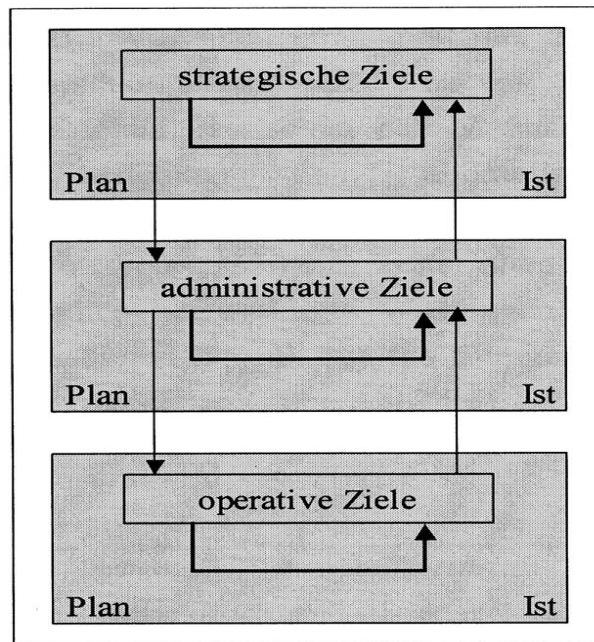 strategische Ziele
Plan Ist
administrative Ziele
Plan Ist
operative Ziele
Plan Ist